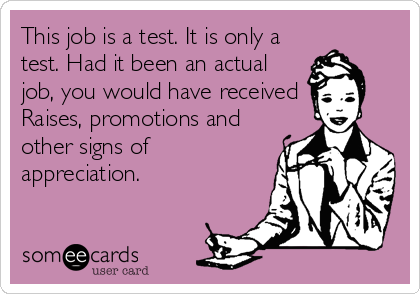 This job is a test. It is only a
test. Had it been an actual
job, you would have received
Raises, promotions and
other signs of
appreciation.
someecards
user card